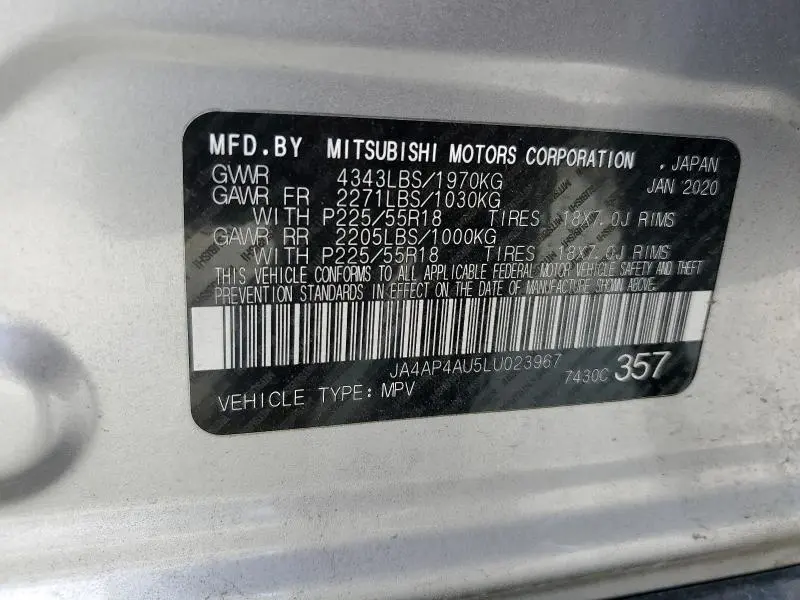 MFD.BY MITSUBISHI MOTORS CORPORATION , JAPAN
GVWR 4343LBS/1970KG JAN 2020
GAWR FR 2271LBS/1030KG
WITH P225/55R18 TIRES 18X7.0J RIMS
GAWR RR 2205LBS/1000KG
WITH P225/55R18 TIRES 18X7.0J RIMS
THIS VEHICLE CONFORMS TO ALL APPLICABLE FEDERAL MOTOR VEHICLE SAFETY AND THEFT
PREVENTION STANDARDS IN EFFECT ON THE DATE OF MANUFACTURE SHOWN ABOVE.
JA4AP4AU5LU023967
7430C 357
VEHICLE TYPE: MPV